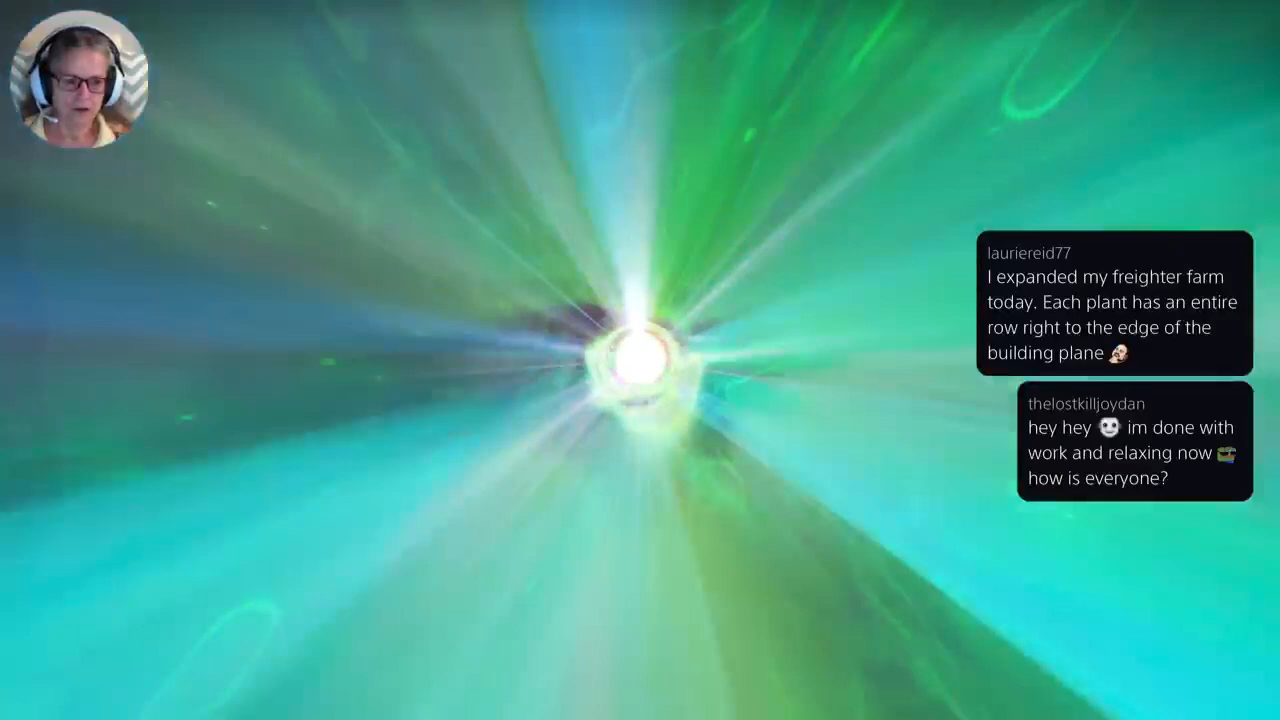 lauriereid77
I expanded my freighter farm
today. Each plant has an entire
row right to the edge of the
building plane
thelostkilljoydan
hey hey im done with
work and relaxing now
how is everyone?